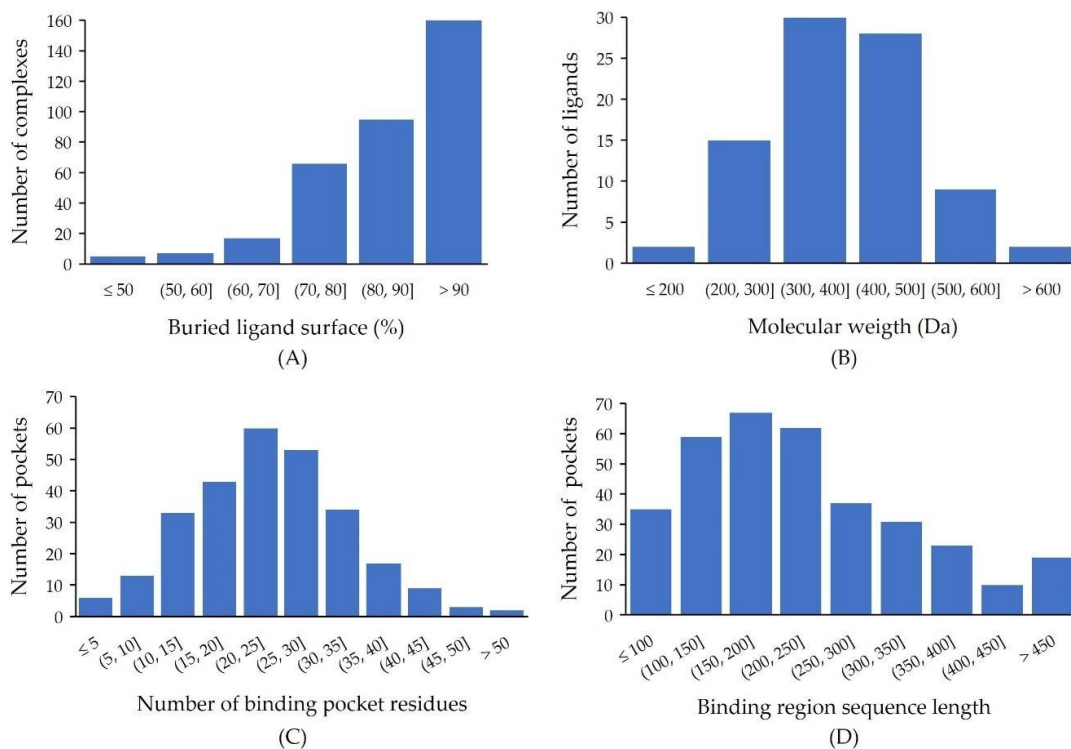 Number of complexes
160
140
120
100
80
60
40
20
0
≤ 50 (50, 60] (60, 70] (70, 80] (80, 90] > 90
Buried ligand surface (%)
(A)
Number of ligands
30
25
20
15
10
5
0
≤ 200 (200, 300] (300, 400] (400, 500] (500, 600] > 600
Molecular weigth (Da)
(B)
Number of pockets
70
60
50
40
30
20
10
0
≤ 5 (5, 10] (10, 15] (15, 20] (20, 25] (25, 30] (30, 35] (35, 40] (40, 45] (45, 50] > 50
Number of binding pocket residues
(C)
Number of pockets
70
60
50
40
30
20
10
0
≤ 100 (100, 150] (150, 200] (200, 250] (250, 300] (300, 350] (350, 400] (400, 450] > 450
Binding region sequence length
(D)